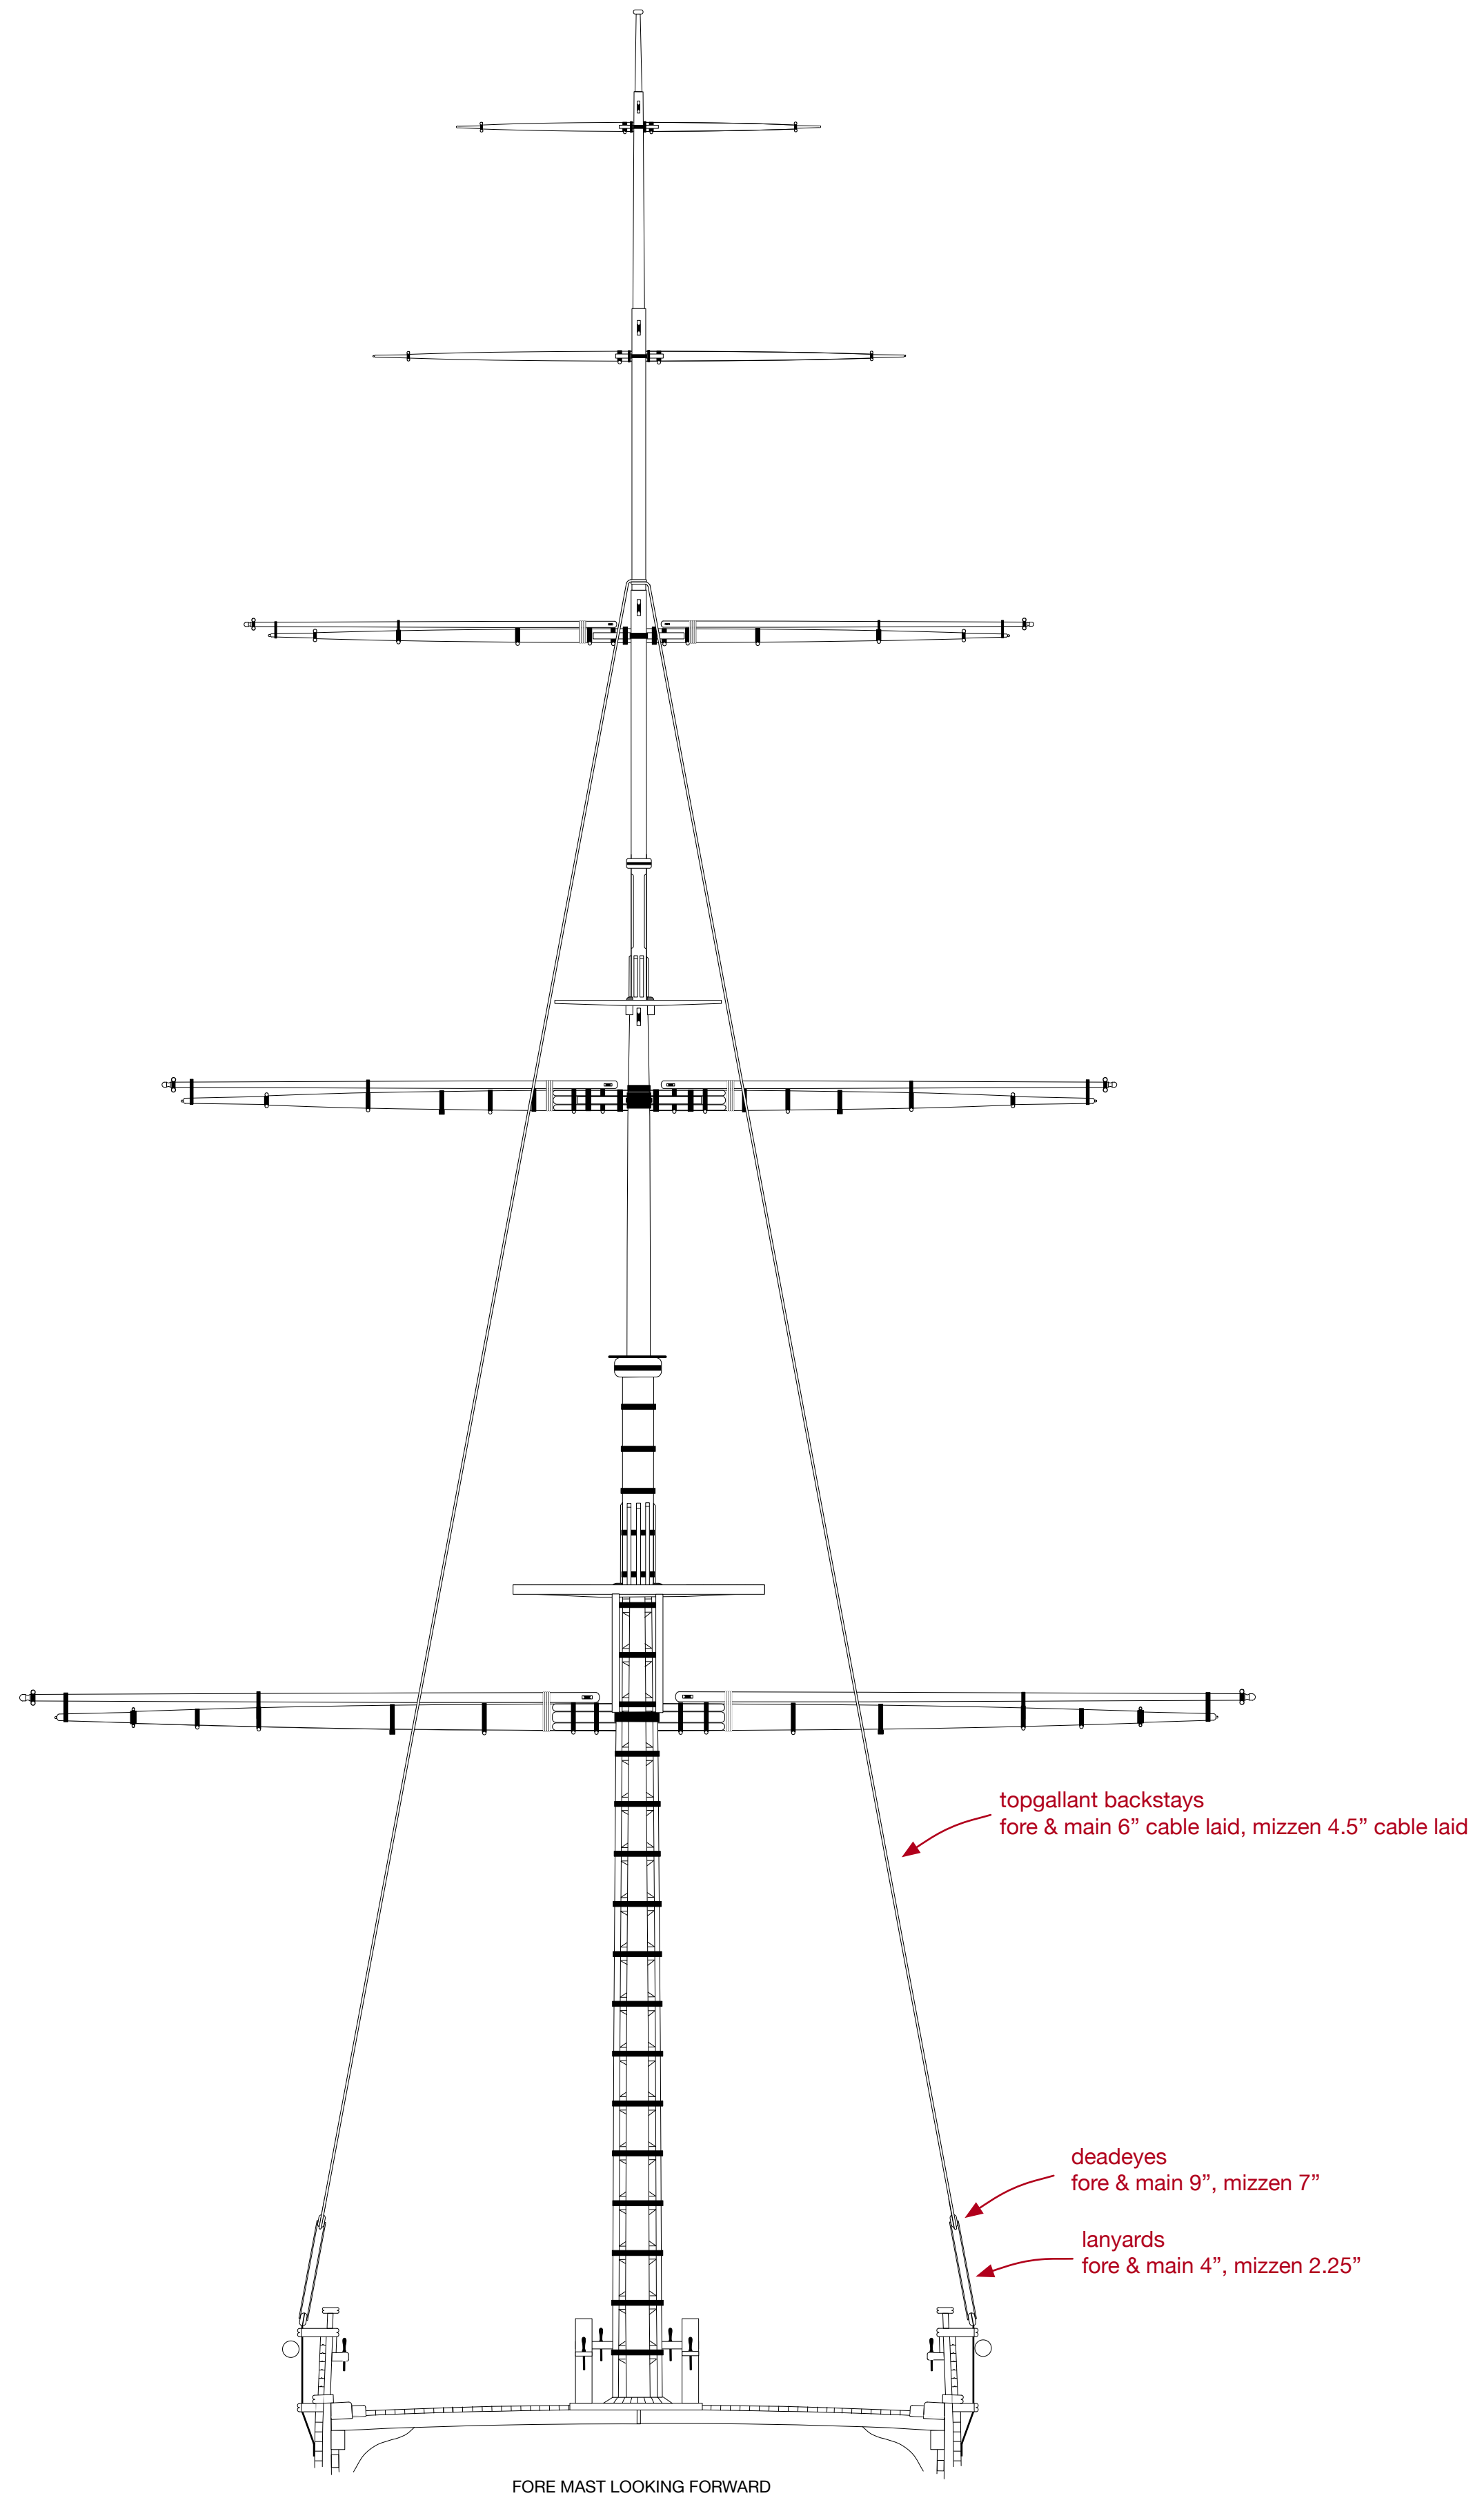 topgallant backstays
fore & main 6” cable laid, mizzen 4.5” cable laid
deadeyes
fore & main 9”, mizzen 7”
lanyards
fore & main 4”, mizzen 2.25”
FORE MAST LOOKING FORWARD